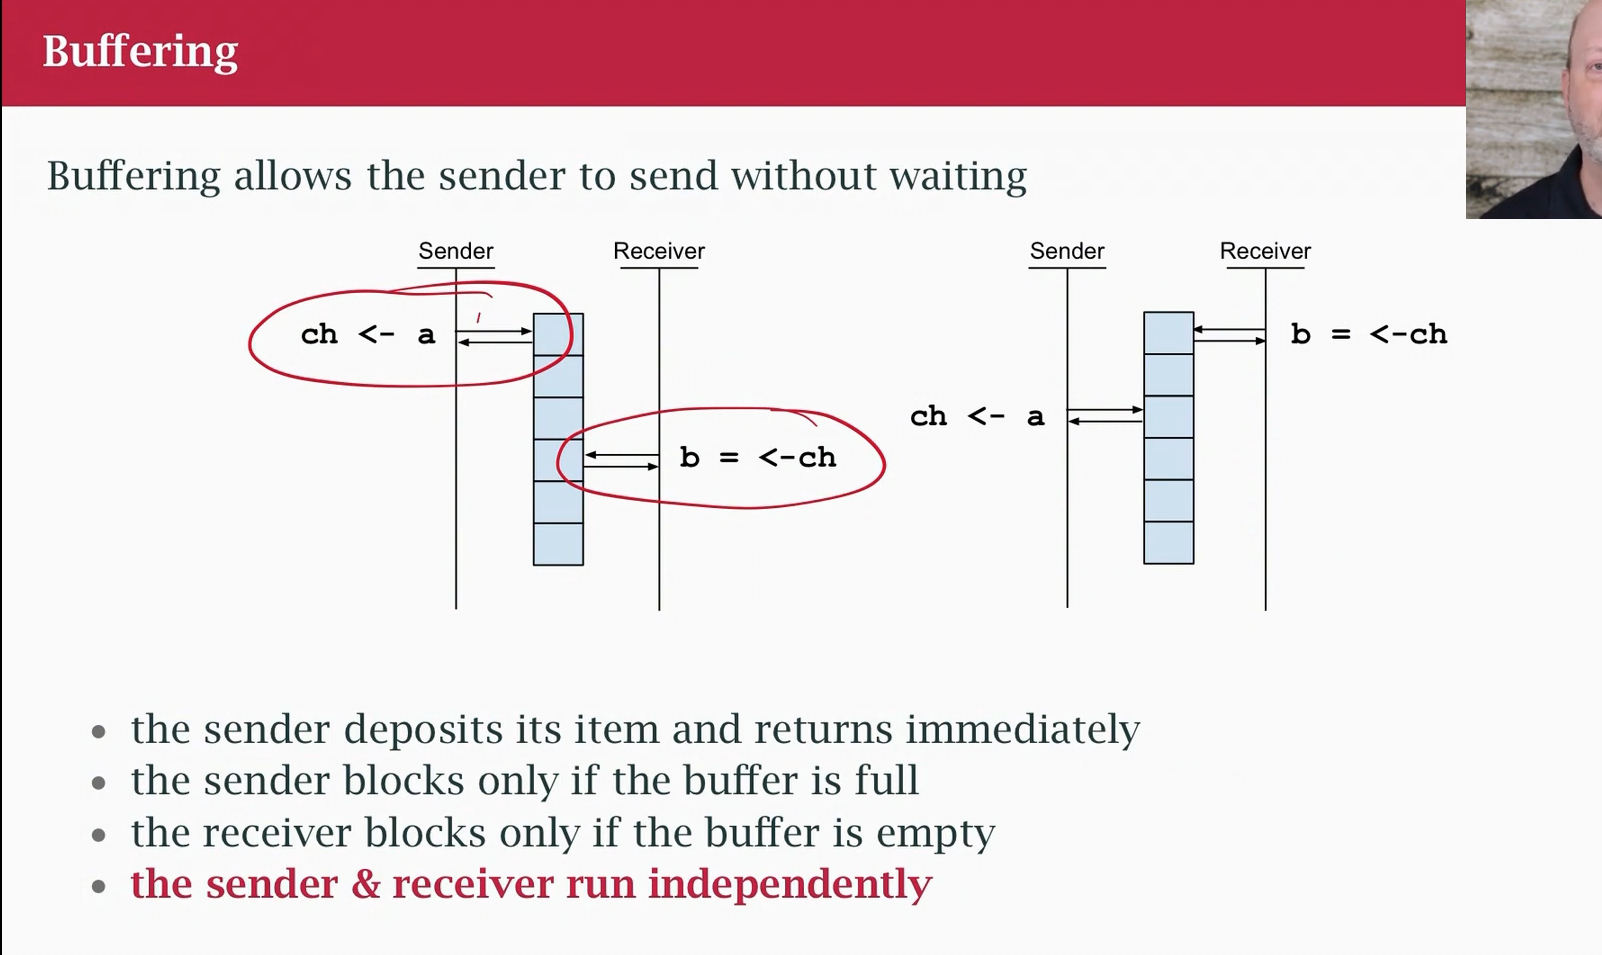 Buffering
Buffering allows the sender to send without waiting
Sender
Receiver
ch <- a
b = <-ch
Sender
Receiver
b = <-ch
ch <- a
• the sender deposits its item and returns immediately
• the sender blocks only if the buffer is full
• the receiver blocks only if the buffer is empty
• the sender & receiver run independently